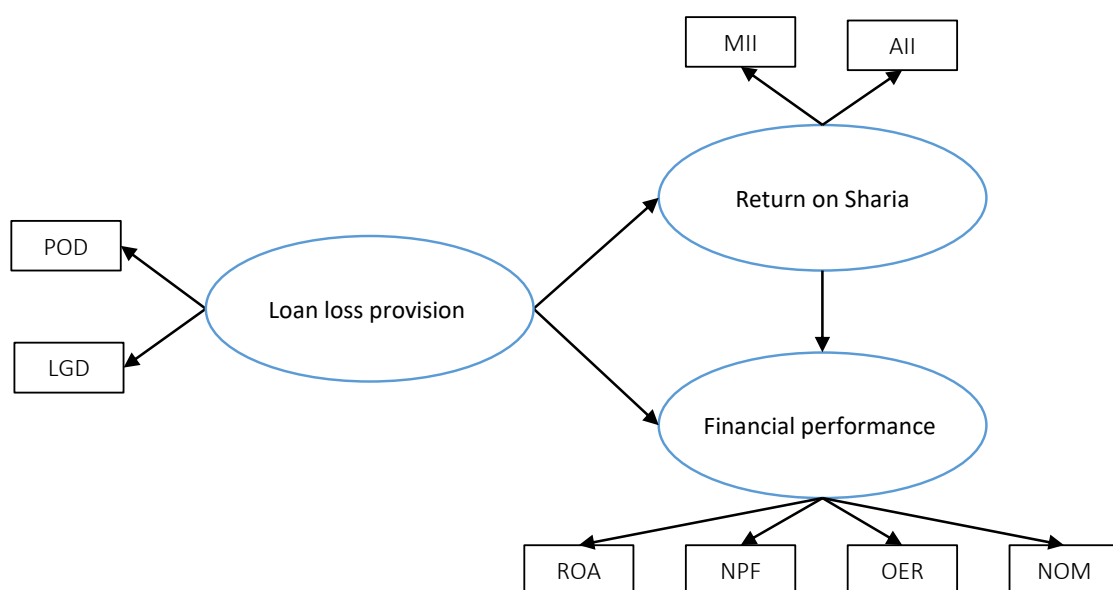 MII
AII
Return on Sharia
POD
Loan loss provision
LGD
Financial performance
ROA
NPF
OER
NOM